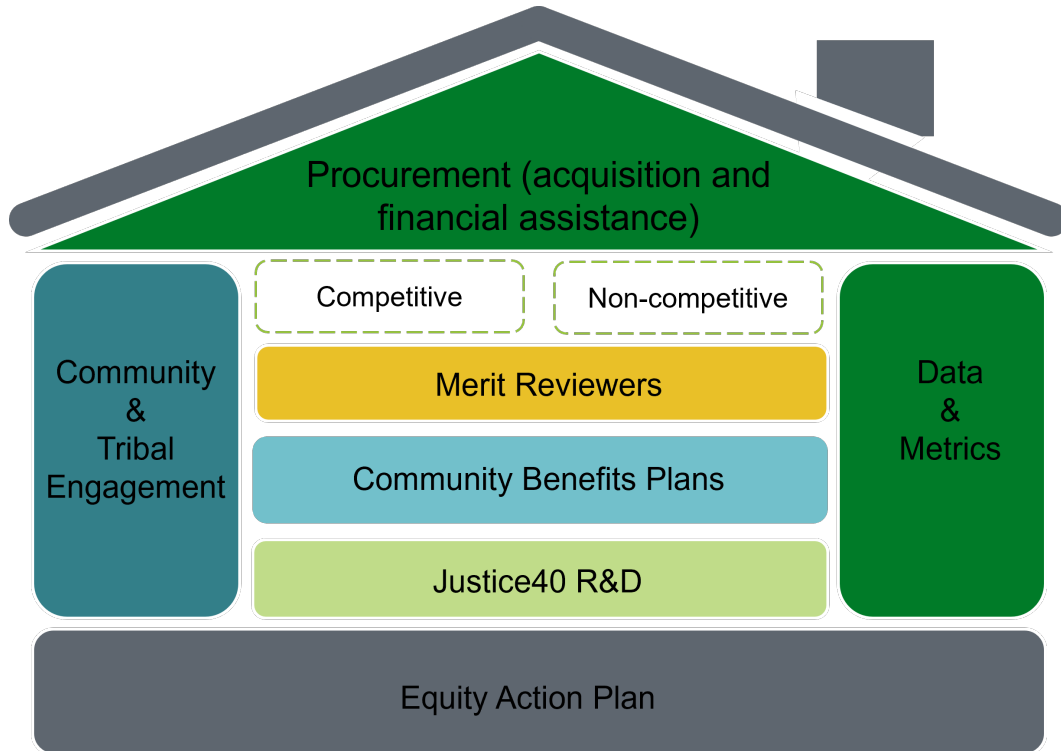 Procurement (acquisition and
financial assistance)
Competitive
Non-competitive
Community
&
Tribal
Engagement
Merit Reviewers
Community Benefits Plans
Justice40 R&D
Data
&
Metrics
Equity Action Plan